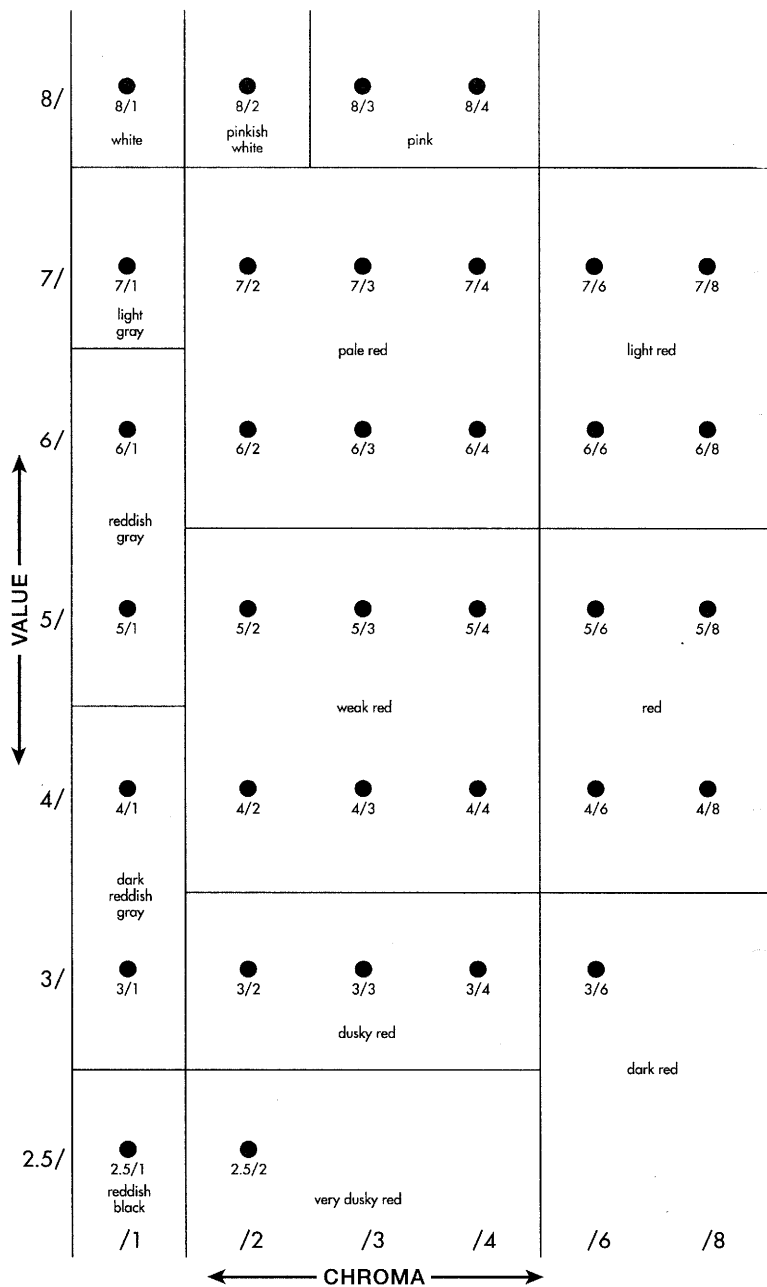 8/
8/1 8/2 8/3 8/4
white
pinkish
white
pink
7/
7/1 7/2 7/3 7/4 7/6 7/8
light
gray
pale red
light red
6/
6/1 6/2 6/3 6/4 6/6 6/8
reddish
gray
VALUE
5/
5/1 5/2 5/3 5/4 5/6 5/8
weak red
red
4/
4/1 4/2 4/3 4/4 4/6 4/8
dark
reddish
gray
3/
3/1 3/2 3/3 3/4 3/6
dusky red
dark red
2.5/
2.5/1 2.5/2
reddish
black
very dusky red
/1 /2 /3 /4 /6 /8
CHROMA